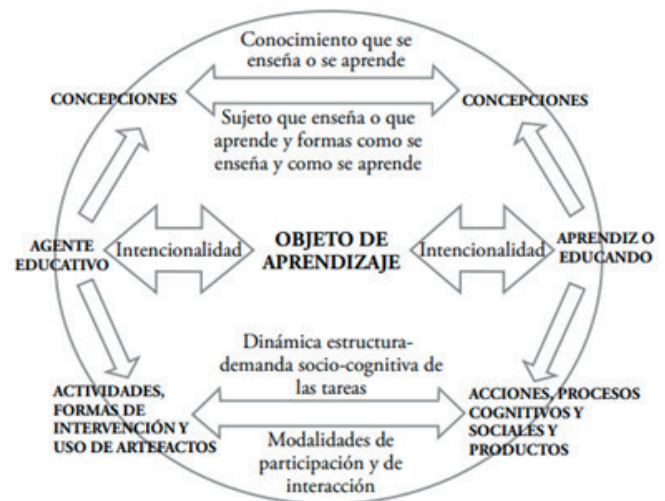 Conocimiento que se
enseña o se aprende
CONCEPCIONES
CONCEPCIONES
Sujeto que enseña o que
aprende y formas como se
enseña y como se aprende
AGENTE
EDUCATIVO
Intencionalidad
OBJETO DE
APRENDIZAJE
Intencionalidad
APRENDIZ O
EDUCANDO
Dinámica estructura-
demanda socio-cognitiva de
las tareas
ACTIVIDADES,
FORMAS DE
INTERVENCIÓN Y
USO DE ARTEFACTOS
ACCIONES, PROCESOS
COGNITIVOS Y
SOCIALES Y
PRODUCTOS
Modalidades de
participación y de
interacción